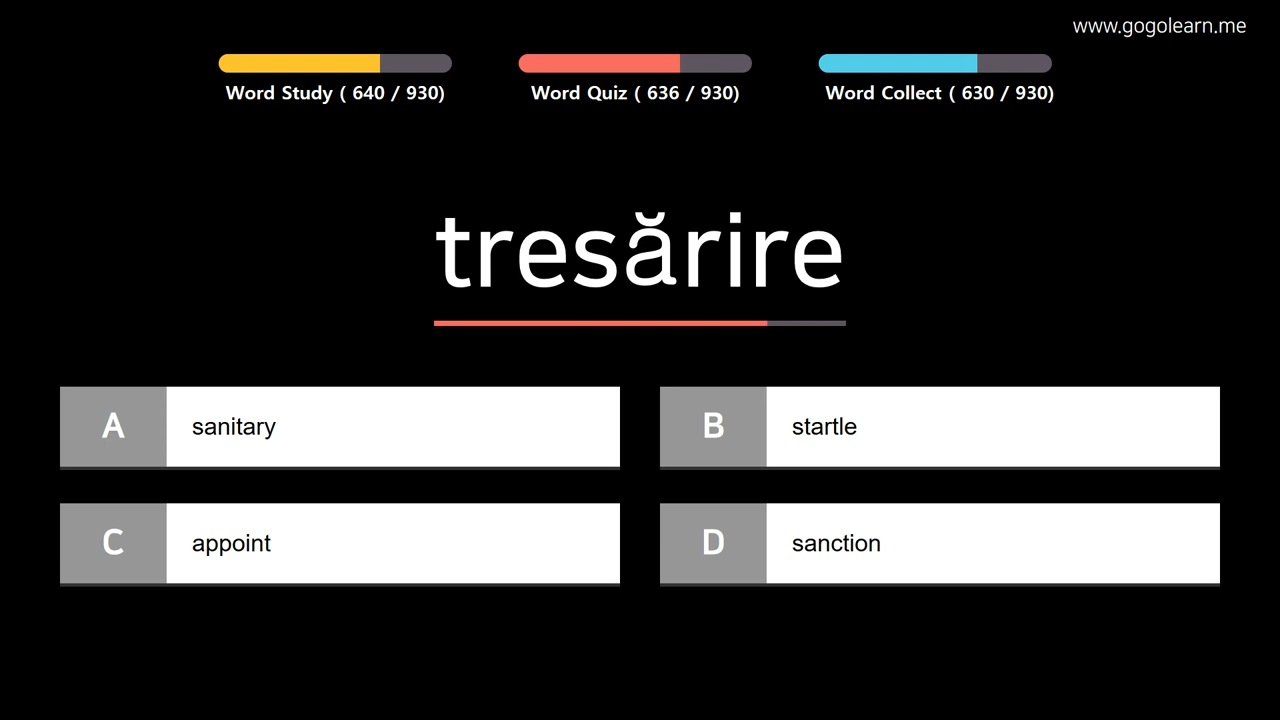 www.gogolearn.me
Word Study ( 640 / 930)
Word Quiz ( 636 / 930)
Word Collect ( 630 / 930)
tresărire
A sanitary
B startle
C appoint
D sanction